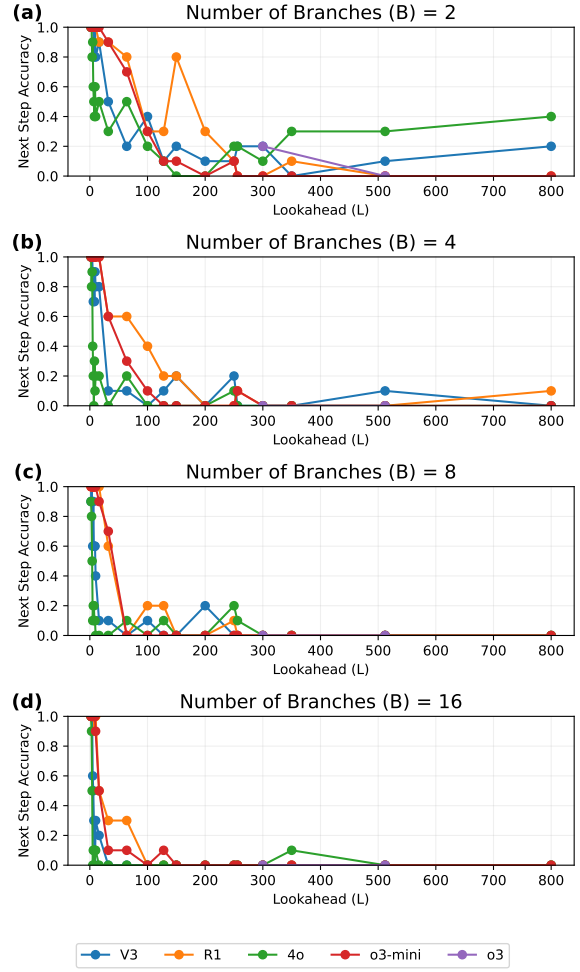 (a) Number of Branches (B) = 2
Next Step Accuracy
1.0
0.8
0.6
0.4
0.2
0.0
0 100 200 300 400 500 600 700 800
Lookahead (L)
(b) Number of Branches (B) = 4
Next Step Accuracy
1.0
0.8
0.6
0.4
0.2
0.0
0 100 200 300 400 500 600 700 800
Lookahead (L)
(c) Number of Branches (B) = 8
Next Step Accuracy
1.0
0.8
0.6
0.4
0.2
0.0
0 100 200 300 400 500 600 700 800
Lookahead (L)
(d) Number of Branches (B) = 16
Next Step Accuracy
1.0
0.8
0.6
0.4
0.2
0.0
0 100 200 300 400 500 600 700 800
Lookahead (L)
V3 R1 4o o3-mini o3